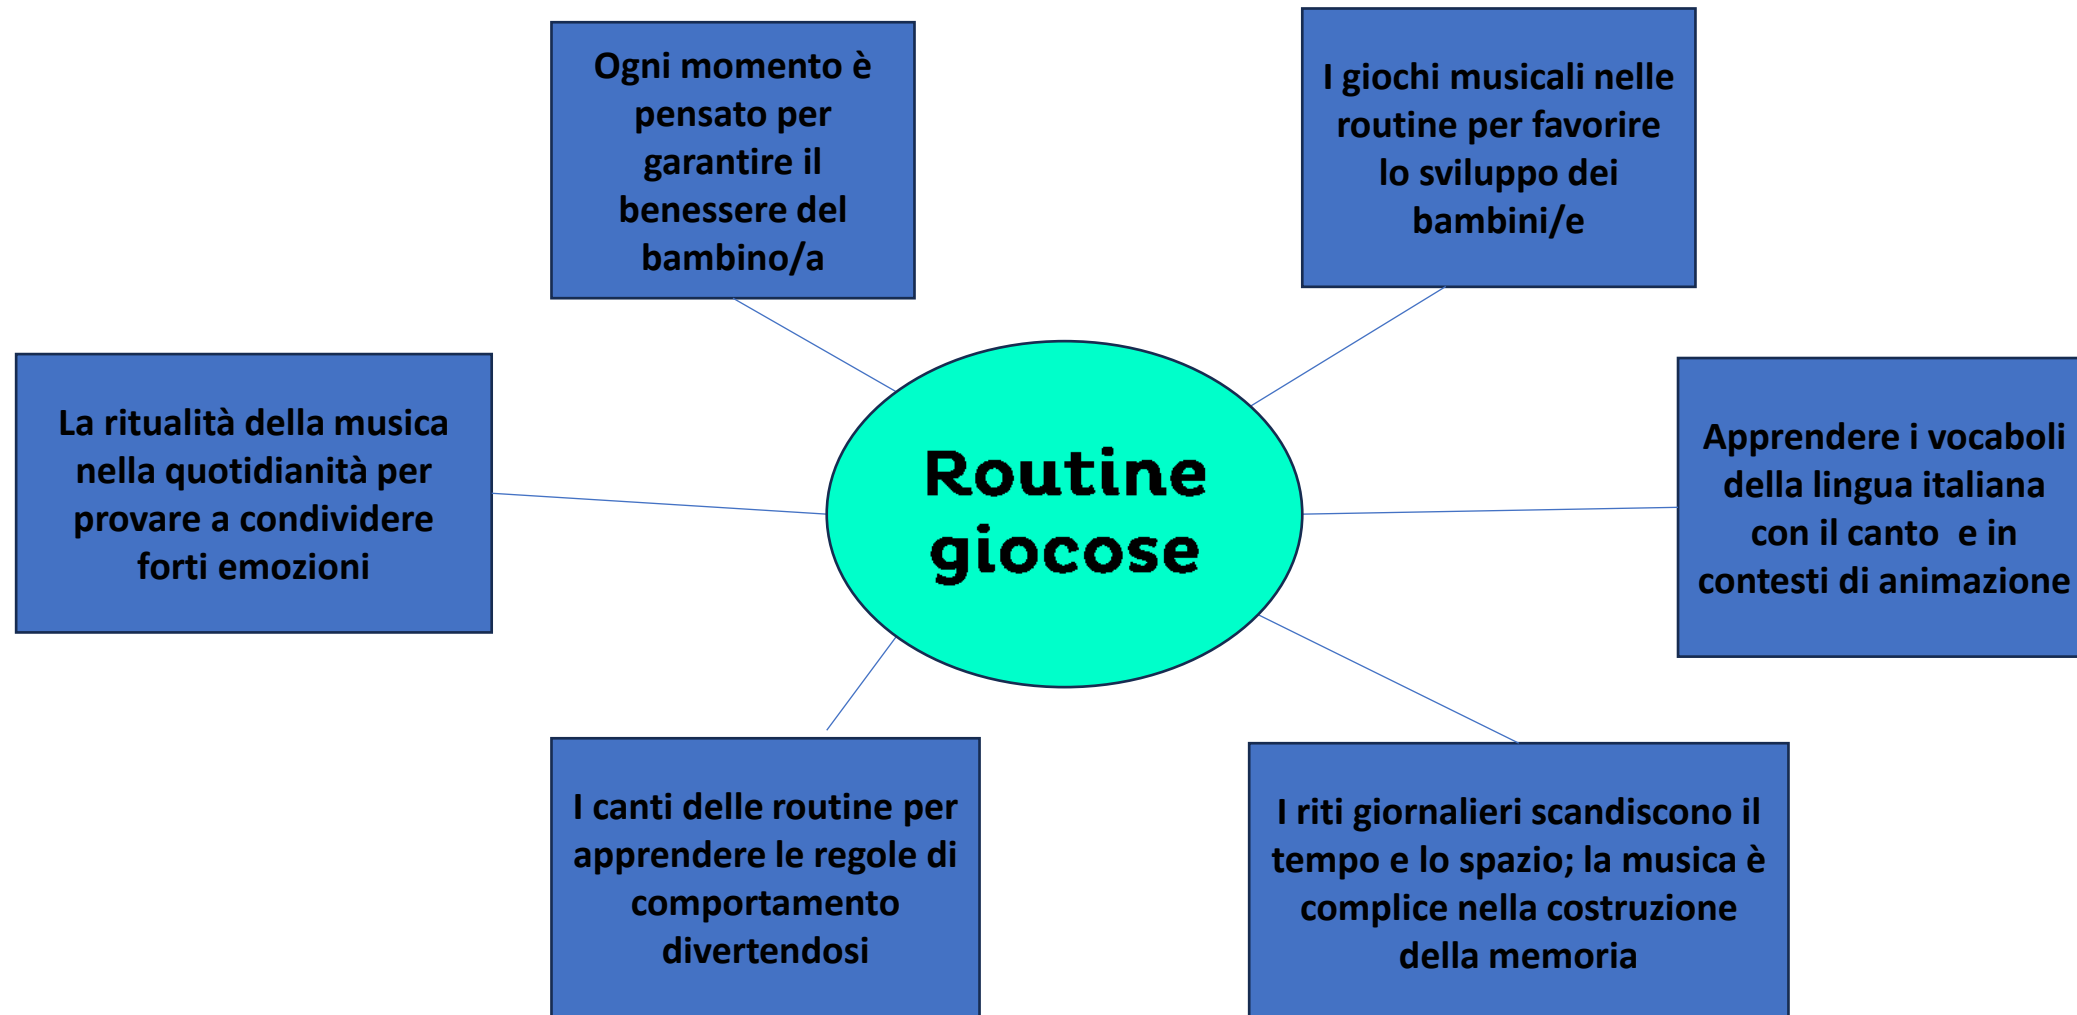 Ogni momento è
pensato per
garantire il
benessere del
bambino/a
I giochi musicali nelle
routine per favorire
lo sviluppo dei
bambini/e
La ritualità della musica
nella quotidianità per
provare a condividere
forti emozioni
Routine
giocose
Apprendere i vocaboli
della lingua italiana
con il canto  e in
contesti di animazione
I canti delle routine per
apprendere le regole di
comportamento
divertendosi
I riti giornalieri scandiscono il
tempo e lo spazio; la musica è
complice nella costruzione
della memoria